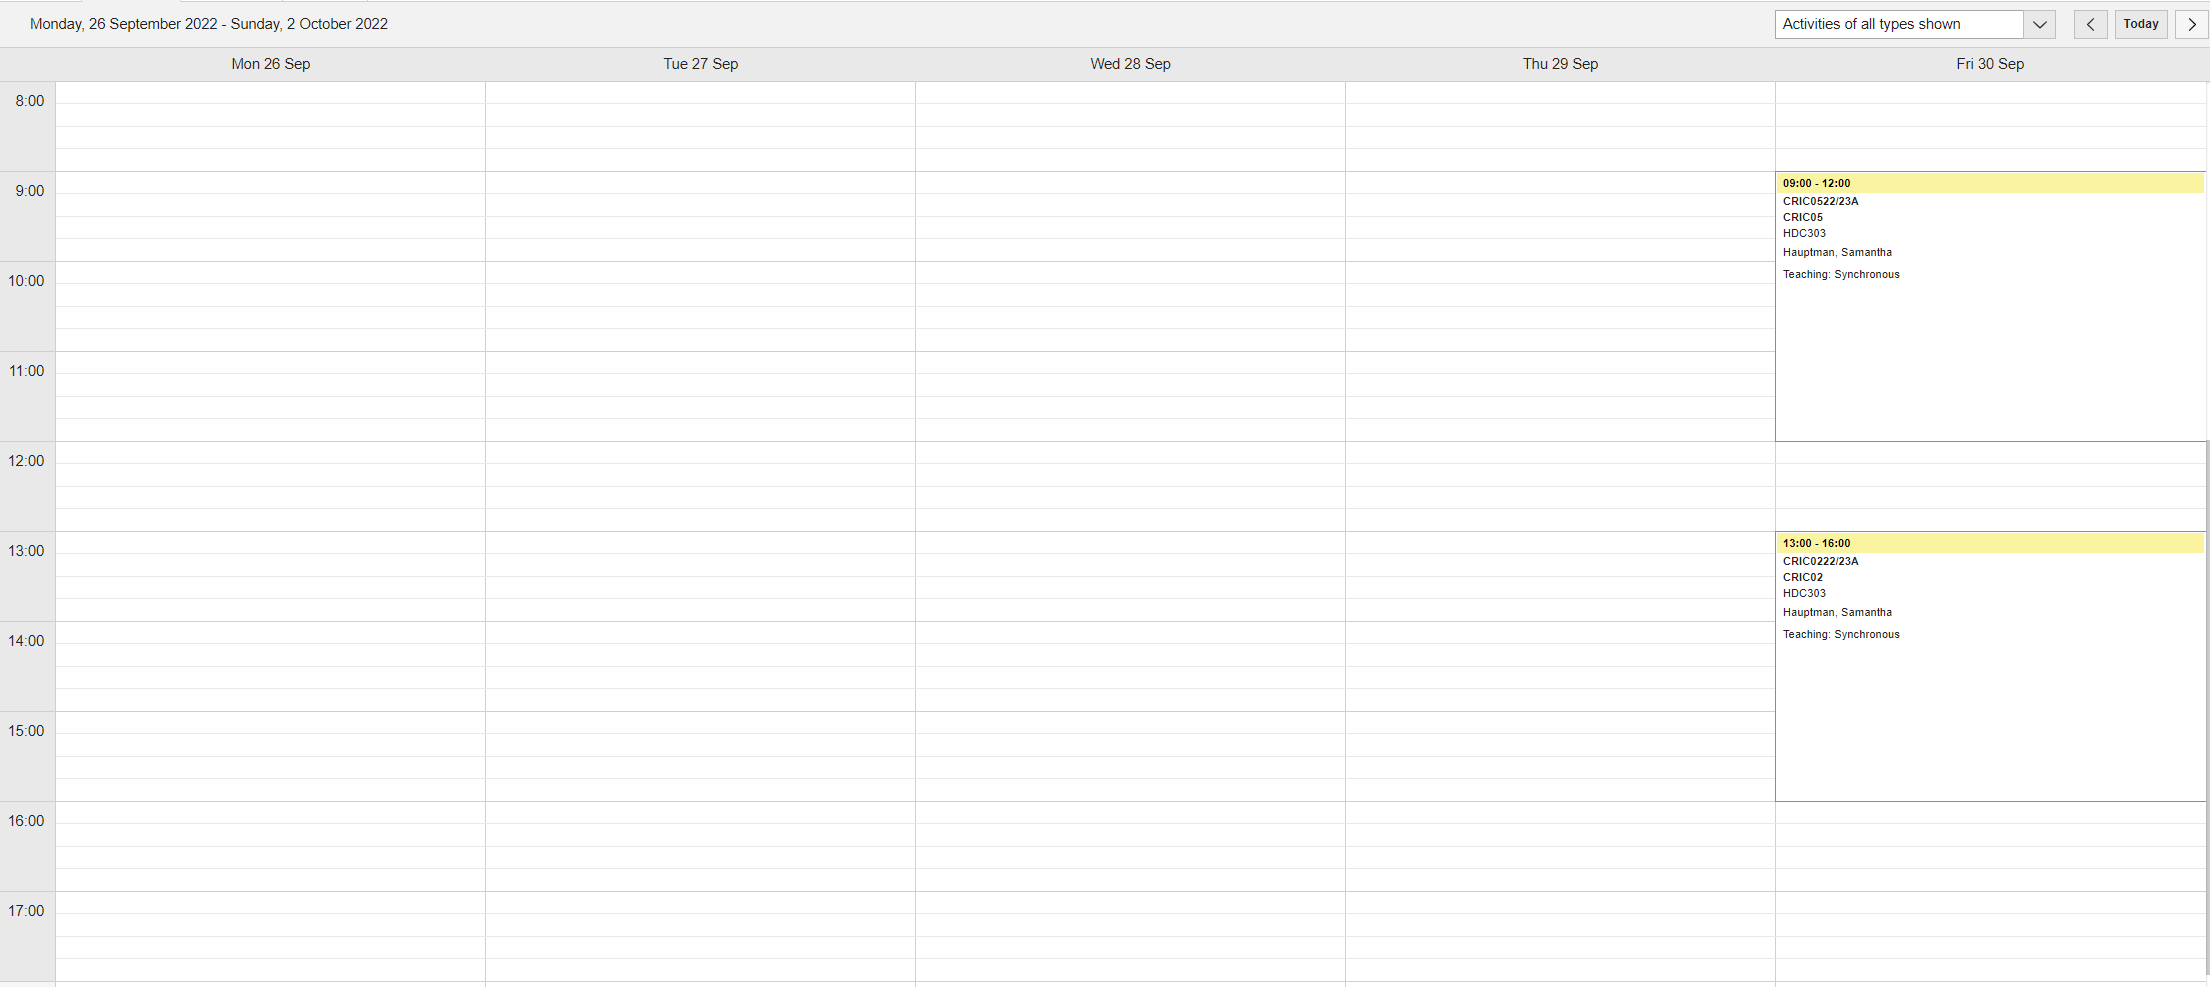 Monday, 26 September 2022 - Sunday, 2 October 2022
Activities of all types shown
Today
Mon 26 Sep
Tue 27 Sep
Wed 28 Sep
Thu 29 Sep
Fri 30 Sep
8:00
9:00
09:00 - 12:00
CRIC0522/23A
CRIC05
HDC303
Hauptman, Samantha
Teaching: Synchronous
10:00
11:00
12:00
13:00
13:00 - 16:00
CRIC0222/23A
CRIC02
HDC303
Hauptman, Samantha
Teaching: Synchronous
14:00
15:00
16:00
17:00